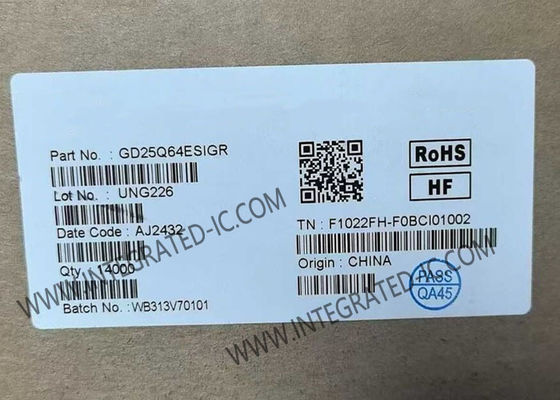 Part No. : GD25Q64ESIGR
Lot No. : UNG226
Date Code : AJ2432
Qty : 14000
Batch No. : WB313V70101
RoHS
HF
TN : F1022FH-F0BCI01002
Origin : CHINA
PASS
QA45
WWW.INTEGRATED-IC.COM
WWW.INTEGRATED-IC.COM